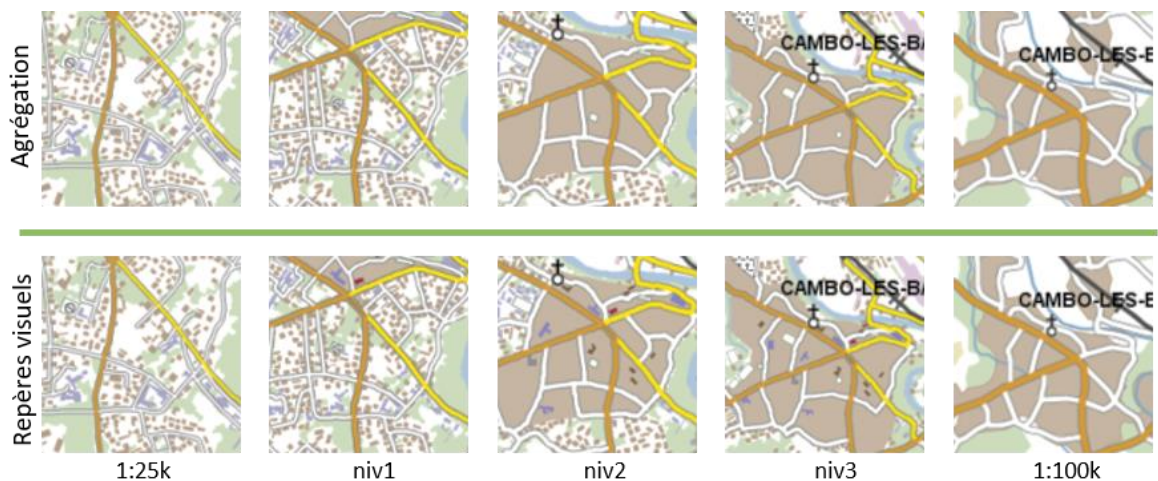 Agrégation
CAMBO-LES-BA
CAMBO-LES-E
Repères visuels
CAMBO-LES-BA
CAMBO-LES-E
1:25k
niv1
niv2
niv3
1:100k